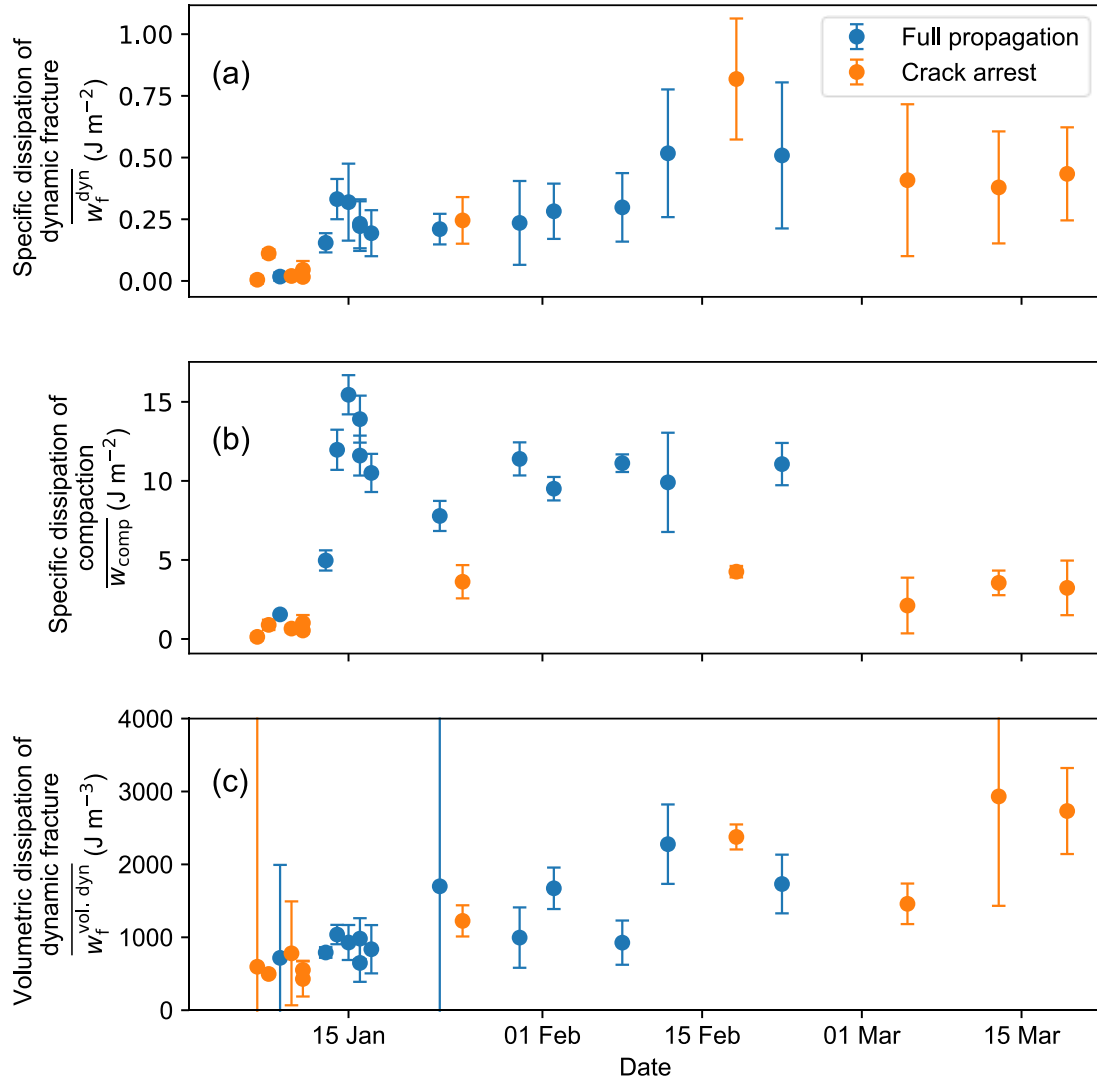 1.00
0.75
0.50
0.25
0.00
Specific dissipation of
dynamic fracture
w_f^dyn (J m⁻²)
(a)
Full propagation
Crack arrest
15
10
5
0
Specific dissipation of
compaction
w_comp (J m⁻²)
(b)
4000
3000
2000
1000
0
Volumetric dissipation of
dynamic fracture
w_f^vol. dyn (J m⁻³)
(c)
15 Jan
01 Feb
15 Feb
01 Mar
15 Mar
Date